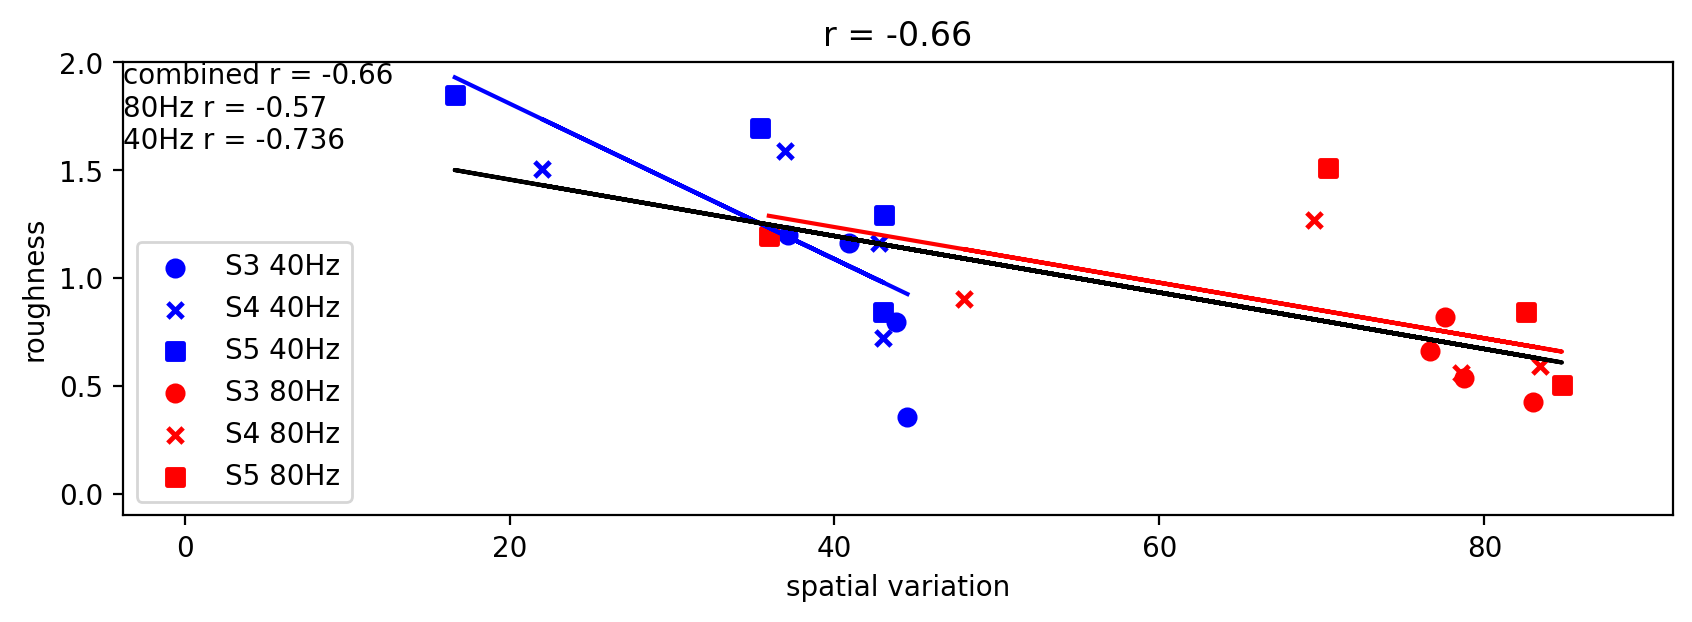 r = -0.66
combined r = -0.66
80Hz r = -0.57
40Hz r = -0.736
2.0
1.5
1.0
0.5
0.0
roughness
S3 40Hz
S4 40Hz
S5 40Hz
S3 80Hz
S4 80Hz
S5 80Hz
0 20 40 60 80
spatial variation